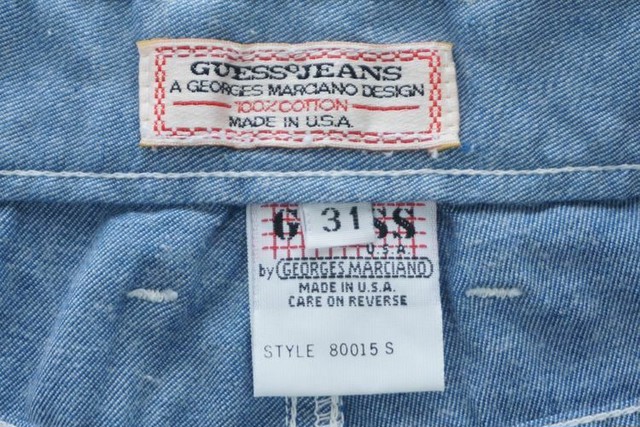 GUESS JEANS
A GEORGES MARCIANO DESIGN
100% COTTON
MADE IN U.S.A.
31
U.S.A.
by GEORGES MARCIANO
MADE IN U.S.A.
CARE ON REVERSE
STYLE 80015 S